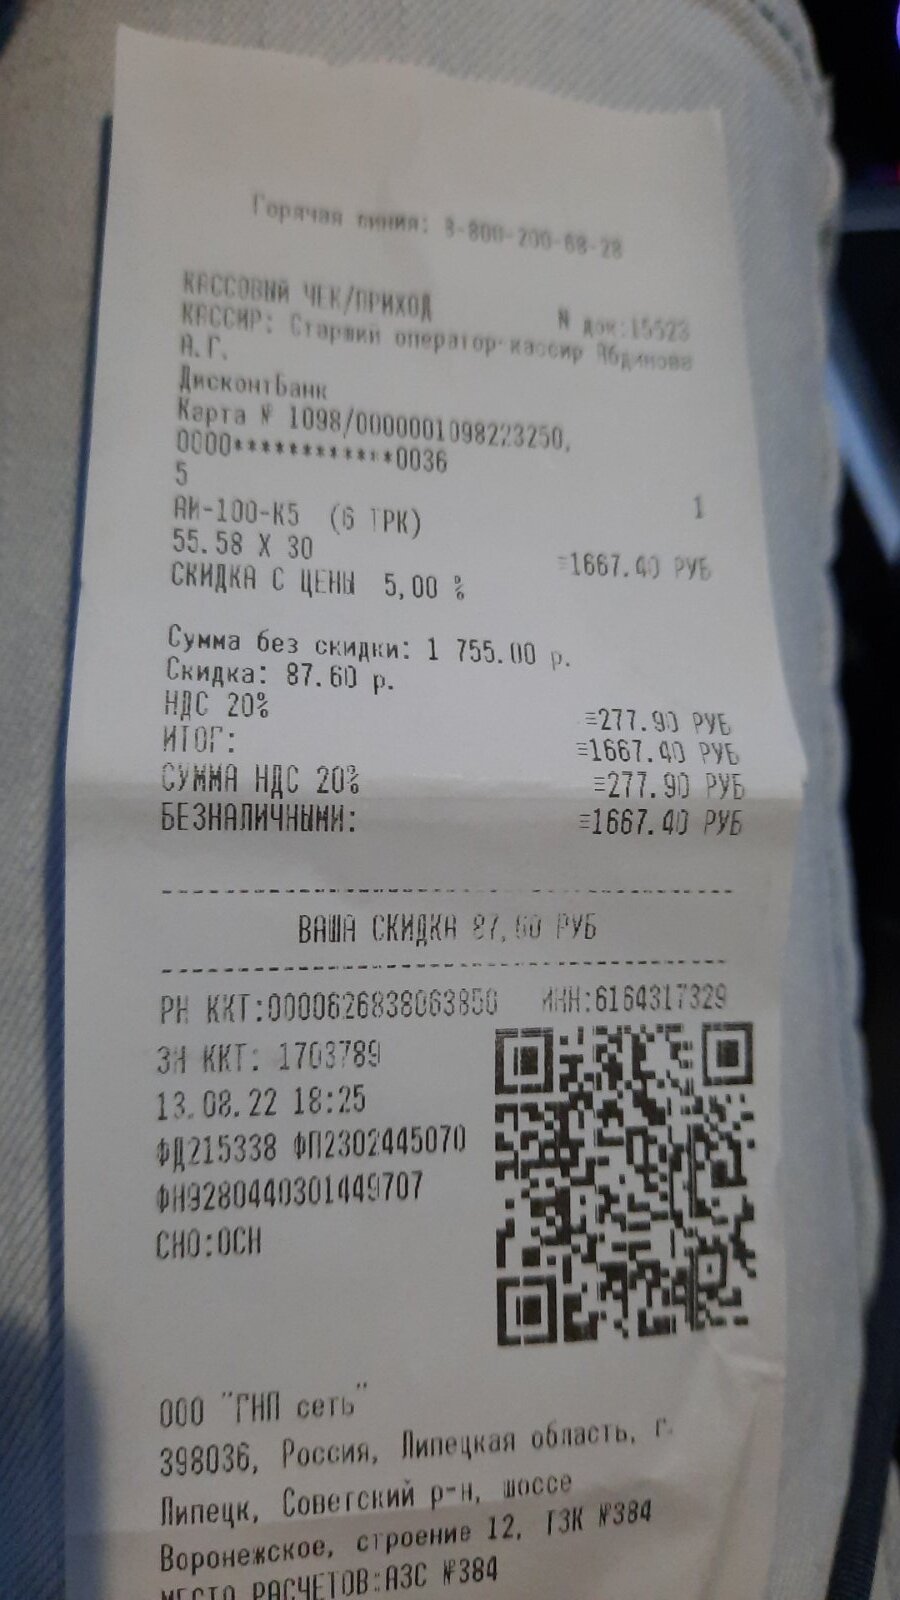 Горячая линия: 8-800-200-68-28
КАССОВЫЙ ЧЕК/ПРИХОД N док:15523
КАССИР: Старший оператор-кассир Абдинова
А.Г.
ДисконтБанк
Карта № 1098/0000001098223250,
0000************0036
5
АИ-100-К5 (6 ТРК) 1
55.58 X 30 ≡1667.40 РУБ
СКИДКА С ЦЕНЫ 5,00 %
Сумма без скидки: 1 755.00 р.
Скидка: 87.60 р.
НДС 20% ≡277.90 РУБ
ИТОГ: ≡1667.40 РУБ
СУММА НДС 20% ≡277.90 РУБ
БЕЗНАЛИЧНЫМИ: ≡1667.40 РУБ
ВАША СКИДКА 87,60 РУБ
РН ККТ:0000626838063850 ИНН:6164317329
ЗН ККТ: 1703789
13.08.22 18:25
ФД215338 ФП2302445070
ФН9280440301449707
СНО:ОСН
ООО "ГНП сеть"
398036, Россия, Липецкая область, г.
Липецк, Советский р-н, шоссе
Воронежское, строение 12, ТЗК №384
МЕСТО РАСЧЕТОВ:АЗС №384